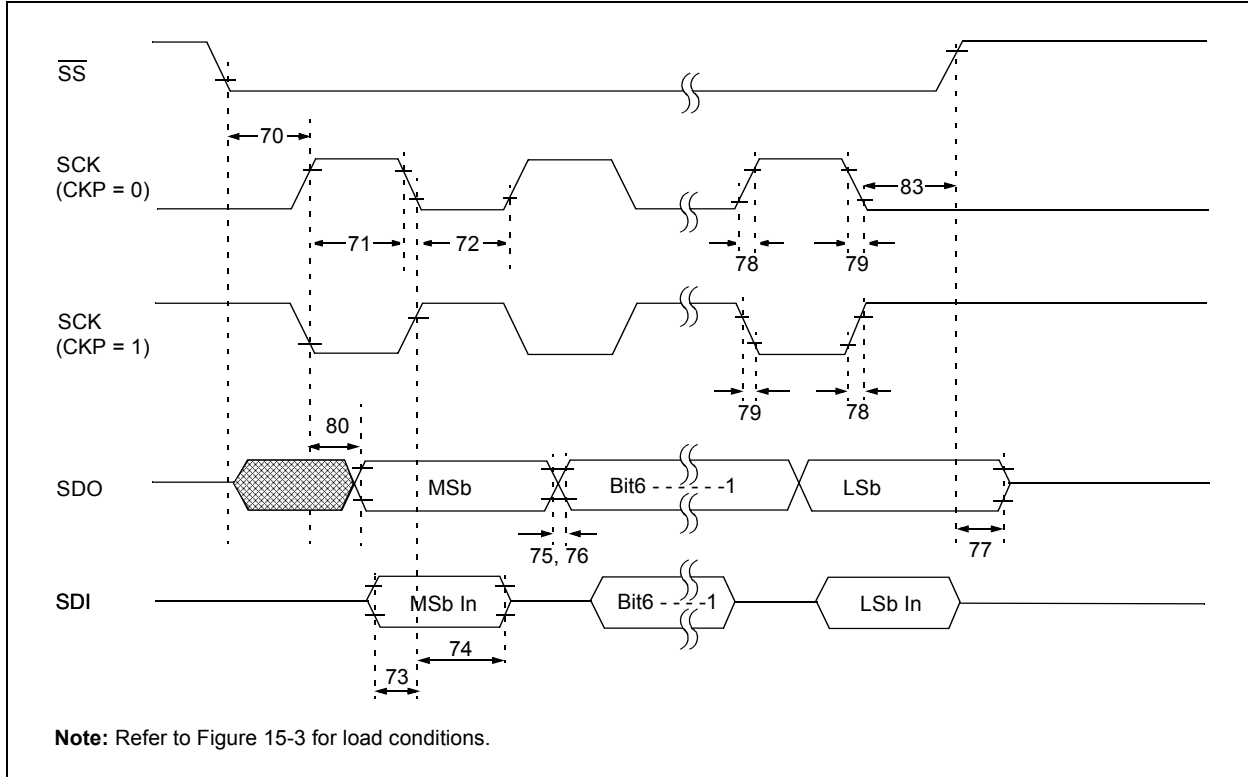 SS
70
SCK
(CKP = 0)
83
71
72
78
79
SCK
(CKP = 1)
79
78
80
SDO
MSb
Bit6 - - - - - -1
LSb
75, 76
77
SDI
MSb In
Bit6 - - - -1
LSb In
74
73
Note: Refer to Figure 15-3 for load conditions.